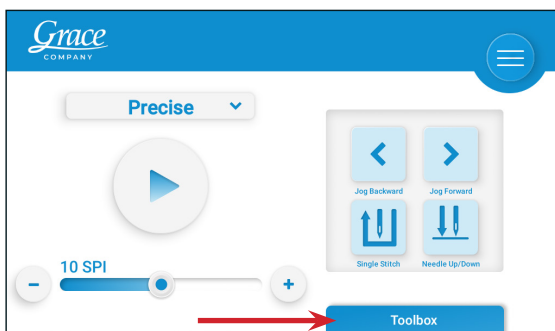 Grace
COMPANY
Precise
Jog Backward
Jog Forward
Single Stitch
Needle Up/Down
10 SPI
Toolbox